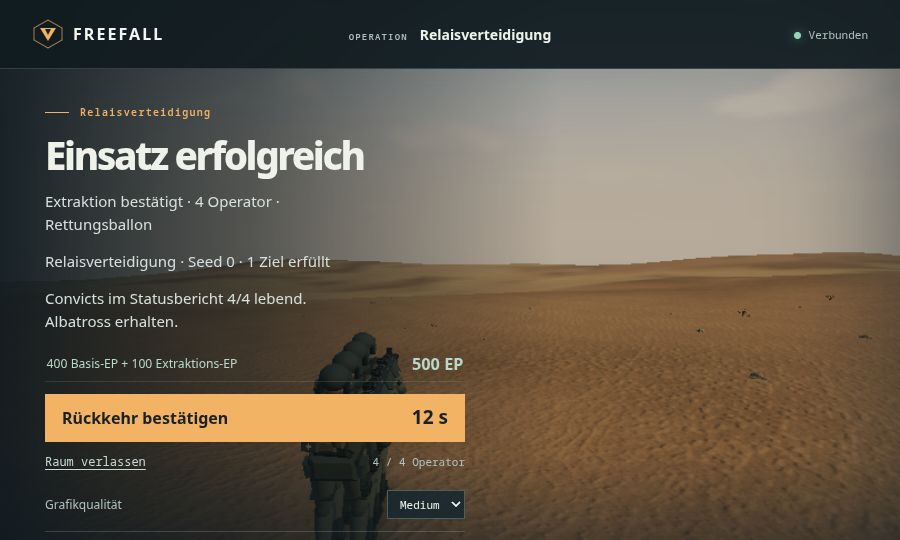 FREEFALL
OPERATION Relaisverteidigung
Verbunden
Relaisverteidigung
Einsatz erfolgreich
Extraktion bestätigt · 4 Operator ·
Rettungsballon
Relaisverteidigung · Seed 0 · 1 Ziel erfüllt
Convicts im Statusbericht 4/4 lebend.
Albatross erhalten.
400 Basis-EP + 100 Extraktions-EP 500 EP
Rückkehr bestätigen 12 s
Raum verlassen 4 / 4 Operator
Grafikqualität Medium